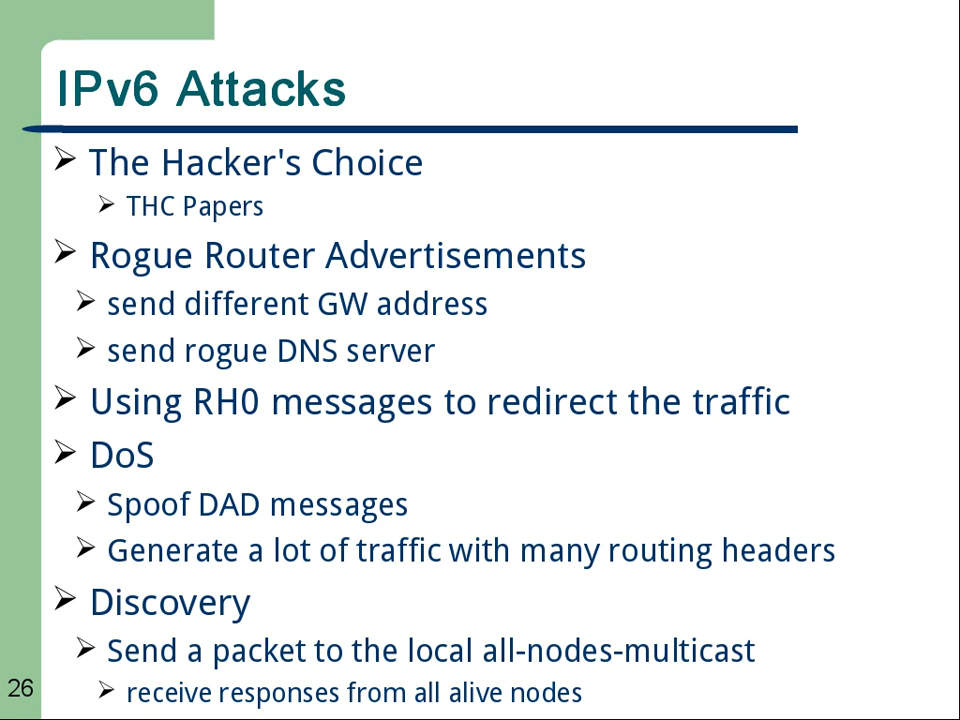 IPv6 Attacks
The Hacker's Choice
THC Papers
Rogue Router Advertisements
send different GW address
send rogue DNS server
Using RH0 messages to redirect the traffic
DoS
Spoof DAD messages
Generate a lot of traffic with many routing headers
Discovery
Send a packet to the local all-nodes-multicast
receive responses from all alive nodes
26